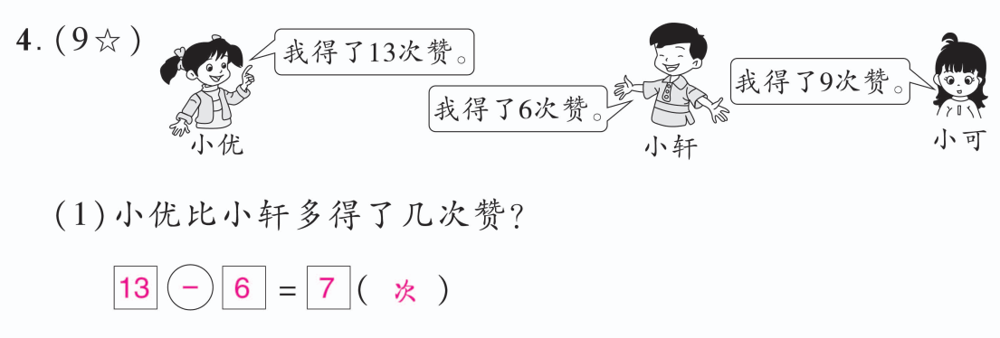 4.(9☆)
我得了13次赞。
小优
我得了6次赞。
小轩
我得了9次赞。
小可
(1)小优比小轩多得了几次赞?
13 - 6 = 7 ( 次 )